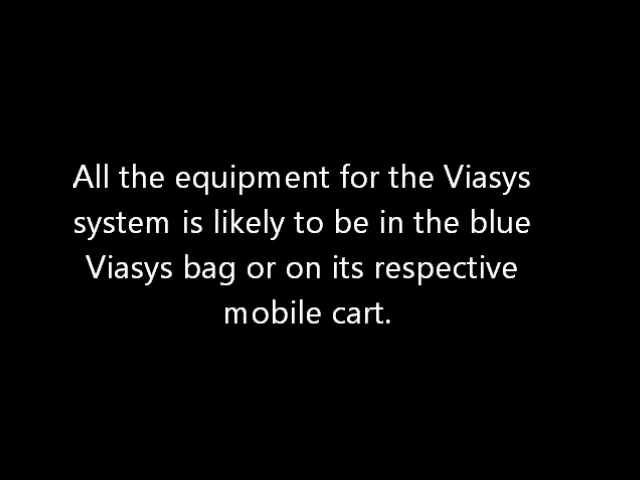 All the equipment for the Viasys
system is likely to be in the blue
Viasys bag or on its respective
mobile cart.